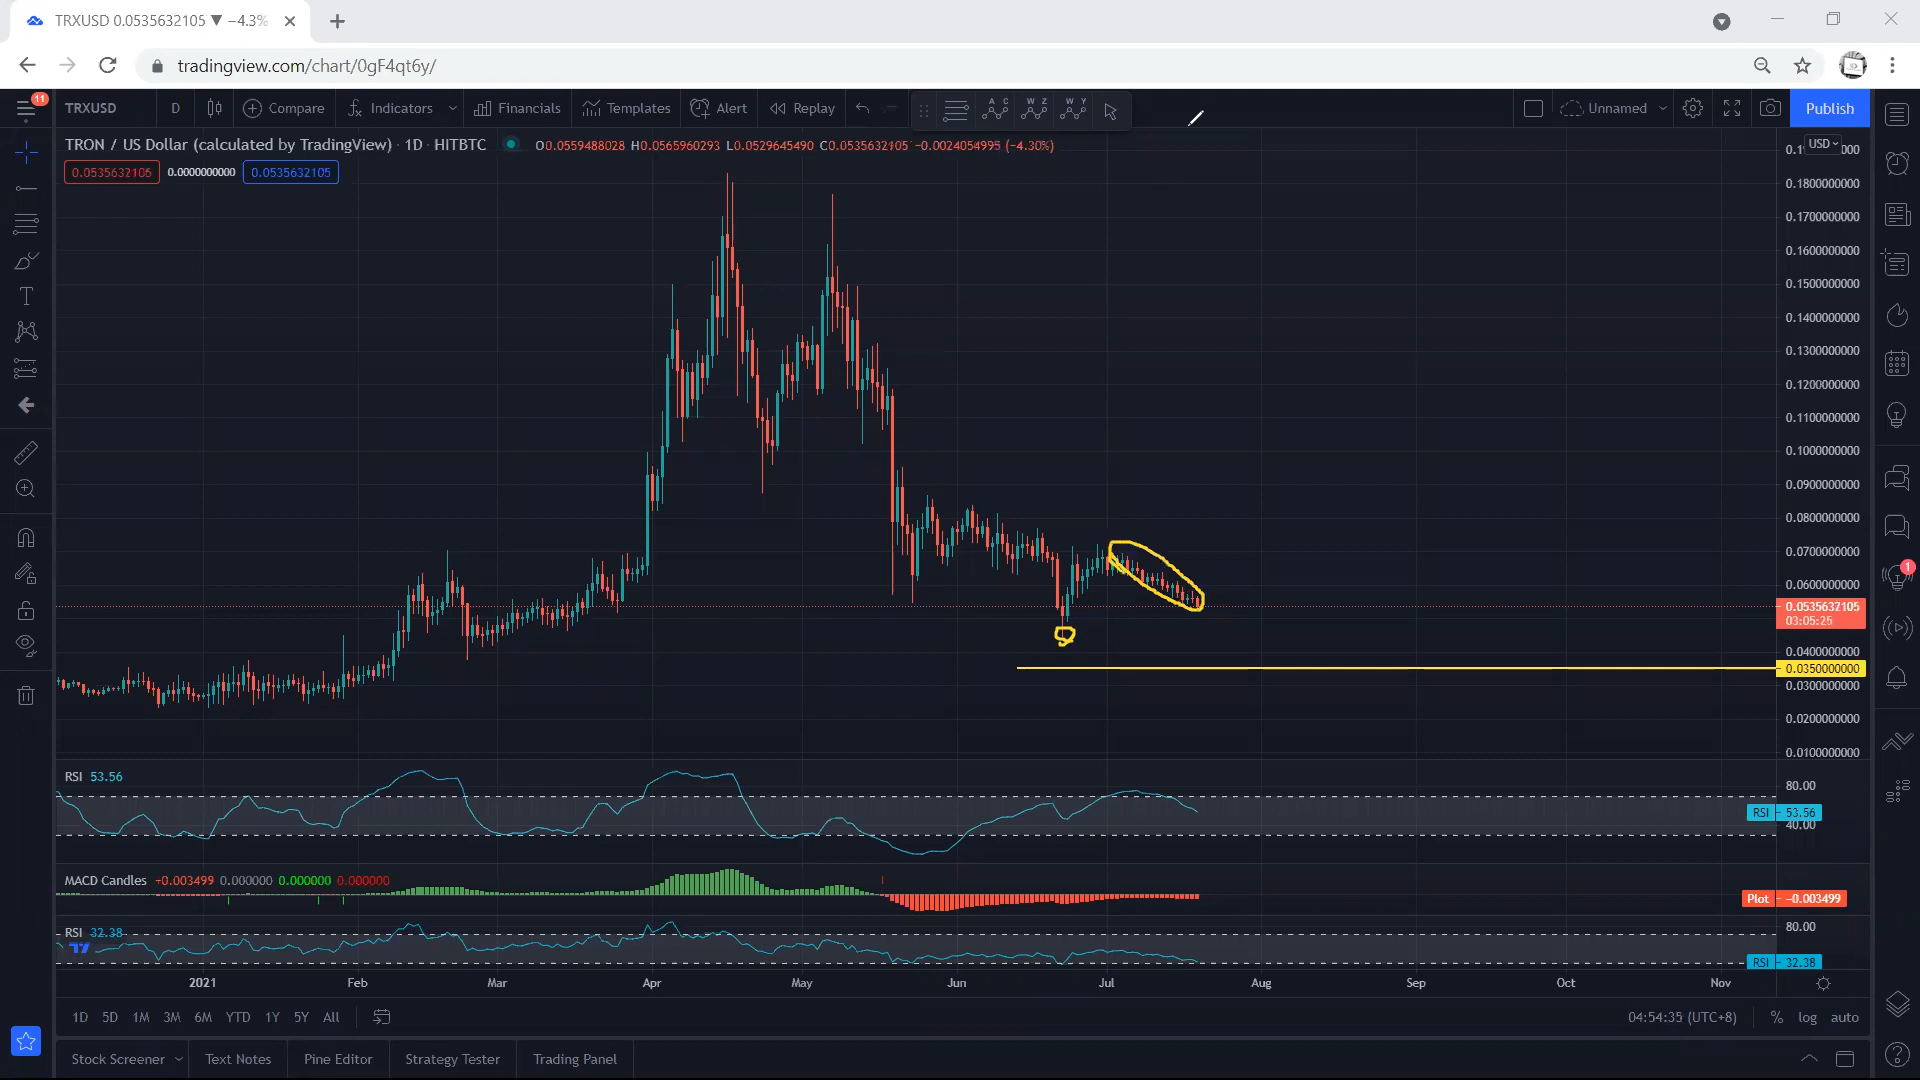 TRXUSD 0.0535632105 ▼ −4.3%
tradingview.com/chart/0gF4qt6y/
11
TRXUSD D Compare Indicators Financials Templates Alert Replay A C W Z W Y Unnamed Publish
TRON / US Dollar (calculated by TradingView) · 1D · HITBTC O0.0559488028 H0.0565960293 L0.0529645490 C0.0535632105 −0.0024054995 (−4.30%)
0.0535632105 0.0000000000 0.0535632105
USD
0.1800000000
0.1700000000
0.1600000000
0.1500000000
0.1400000000
0.1300000000
0.1200000000
0.1100000000
0.1000000000
0.0900000000
0.0800000000
0.0700000000
0.0600000000
0.0535632105
03:05:25
0.0400000000
0.0350000000
0.0300000000
0.0200000000
0.0100000000
1
RSI 53.56
80.00
RSI 53.56
40.00
MACD Candles −0.003499 0.000000 0.000000 0.000000
Plot −0.003499
RSI 32.38
80.00
RSI 32.38
2021 Feb Mar Apr May Jun Jul Aug Sep Oct Nov
1D 5D 1M 3M 6M YTD 1Y 5Y All 04:54:35 (UTC+8) % log auto
Stock Screener Text Notes Pine Editor Strategy Tester Trading Panel